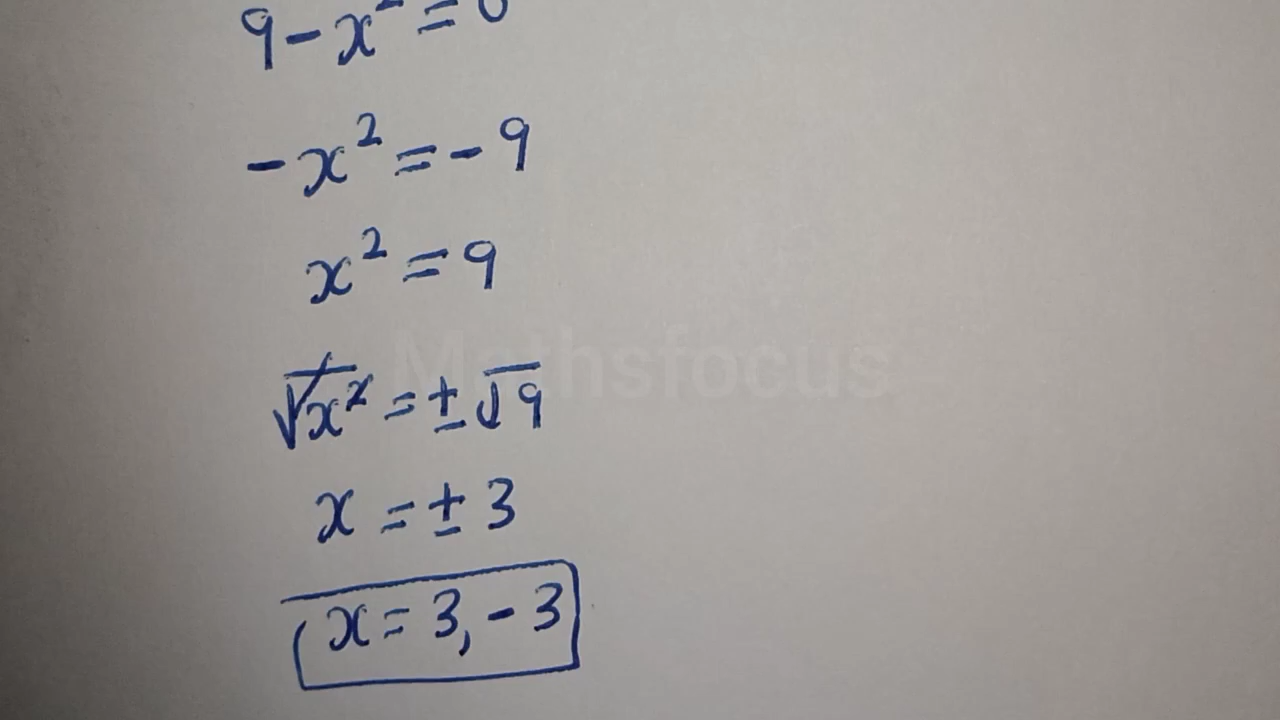 9 - x² = 0
- x² = - 9
x² = 9
√x² = ± √9
x = ± 3
x = 3, - 3
Mathsfocus